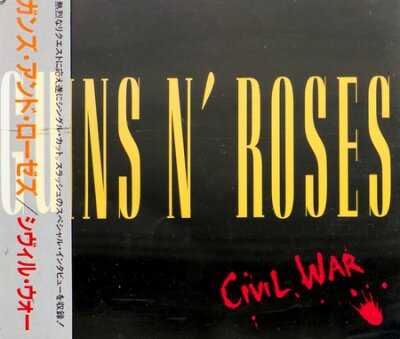 ガンズ・アンド・ローゼズ/シヴィル・ウォー
熱烈なリクエストに応え遂にシングル・カット。スラッシュのスペシャル・インタビューを収録!
GUNS N' ROSES
CIVIL WAR